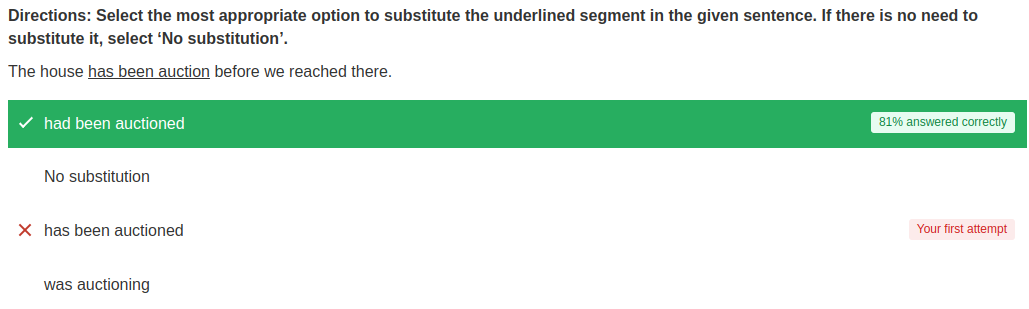 Directions: Select the most appropriate option to substitute the underlined segment in the given sentence. If there is no need to
substitute it, select ‘No substitution’.
The house has been auction before we reached there.
had been auctioned 81% answered correctly
No substitution
has been auctioned Your first attempt
was auctioning